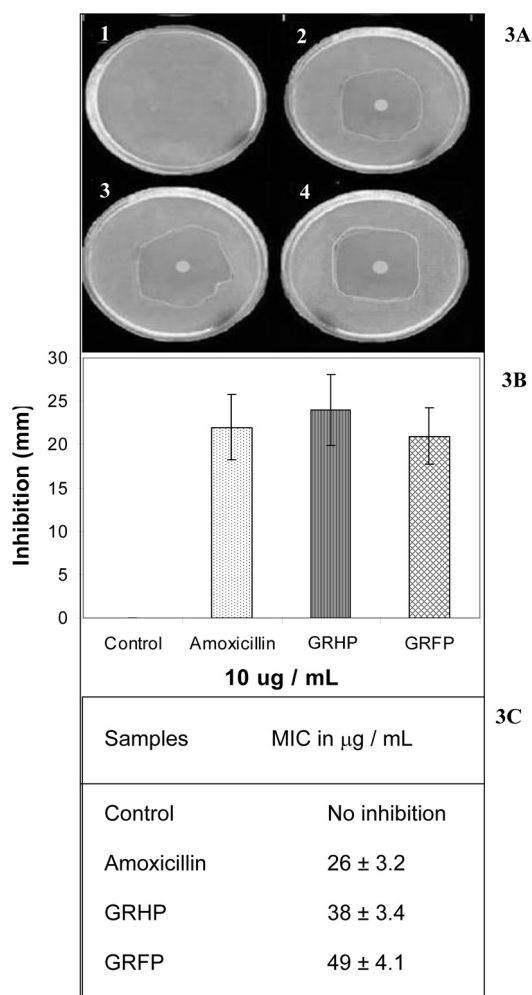 1
2
3A
3
4
3B
30
25
20
15
10
5
0
Inhibition (mm)
Control Amoxicillin GRHP GRFP
10 ug / mL
3C
Samples MIC in μg / mL
Control No inhibition
Amoxicillin 26 ± 3.2
GRHP 38 ± 3.4
GRFP 49 ± 4.1